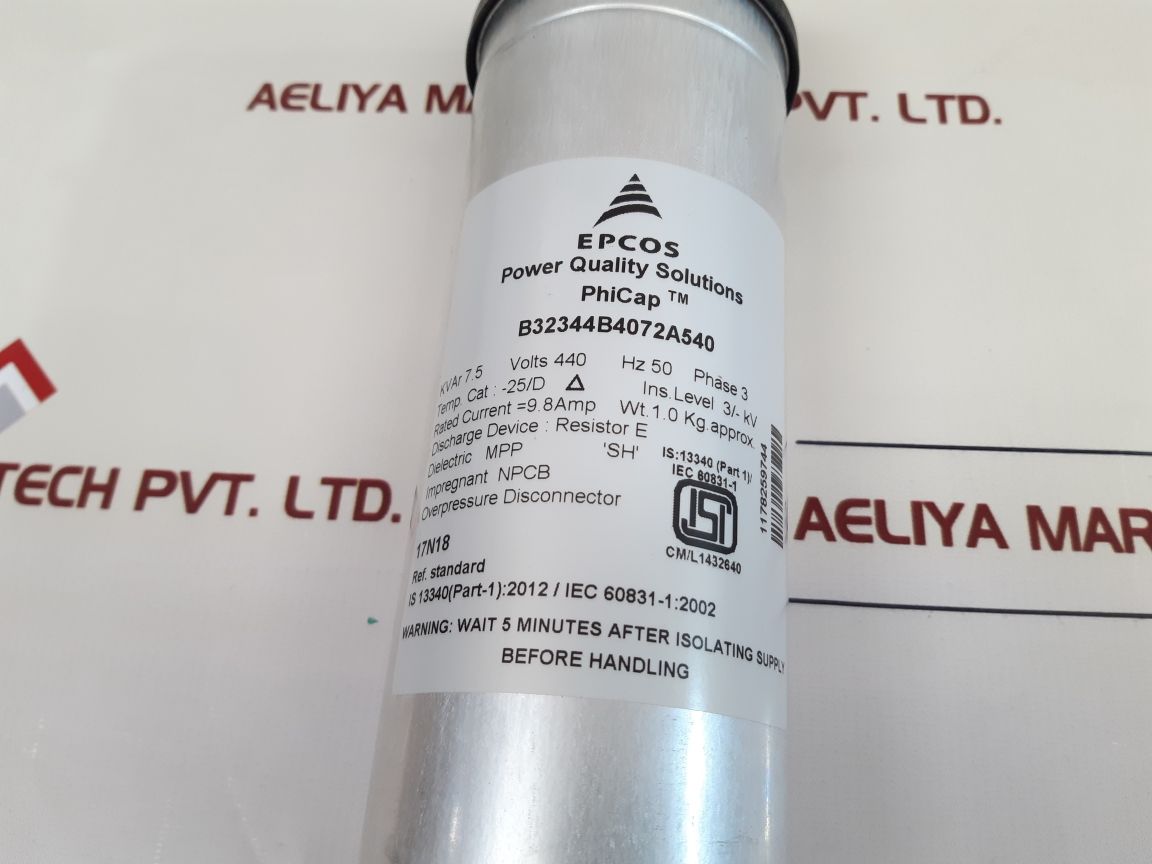 AELIYA MA PVT. LTD.
EPCOS
Power Quality Solutions
PhiCap ™
B32344B4072A540
KVAr 7.5 Volts 440 Hz 50 Phase 3
Temp Cat : -25/D Δ Ins.Level 3/- kV
Rated Current =9.8Amp Wt.1.0 Kg.approx.
Discharge Device : Resistor E
Dielectric MPP 'SH'
Impregnant NPCB
Overpressure Disconnector
IS:13340 (Part 1)/
IEC 60831-1
ISI
CM/L1432640
1178259744
17N18
Ref. standard
IS 13340(Part-1):2012 / IEC 60831-1:2002
WARNING: WAIT 5 MINUTES AFTER ISOLATING SUPPLY
BEFORE HANDLING
TECH PVT. LTD.
AELIYA MAR